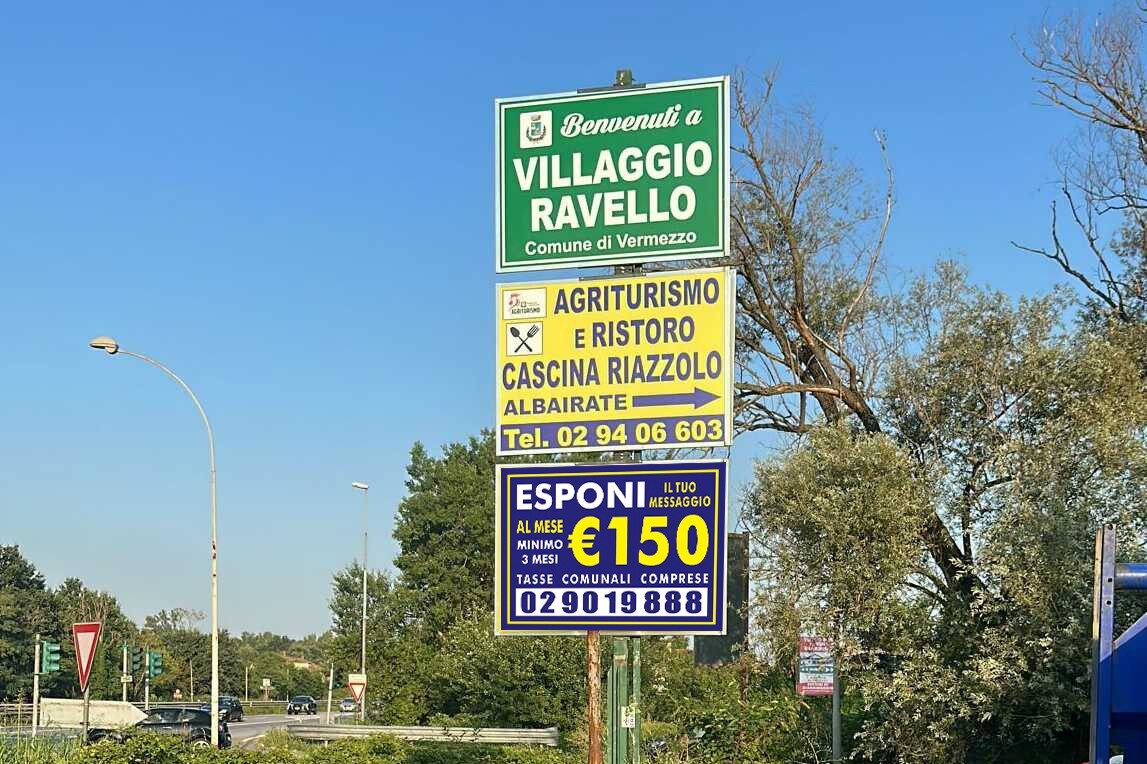 Benvenuti a
VILLAGGIO
RAVELLO
Comune di Vermezzo
AGRITURISMO
AGRITURISMO
E RISTORO
CASCINA RIAZZOLO
ALBAIRATE
Tel. 02 94 06 603
ESPONI IL TUO
MESSAGGIO
AL MESE
MINIMO
3 MESI
€150
TASSE COMUNALI COMPRESE
029019888